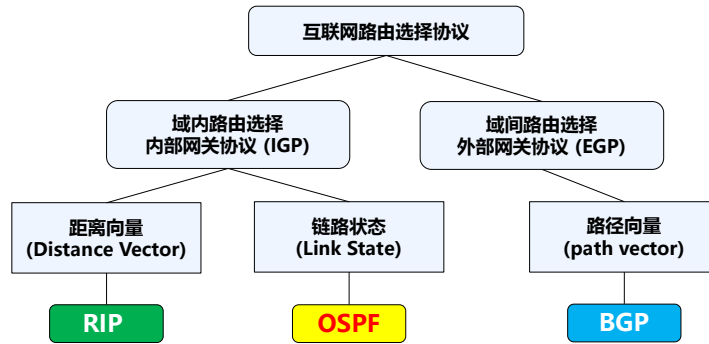 互联网路由选择协议
域内路由选择
内部网关协议 (IGP)
域间路由选择
外部网关协议 (EGP)
距离向量
(Distance Vector)
链路状态
(Link State)
路径向量
(path vector)
RIP
OSPF
BGP